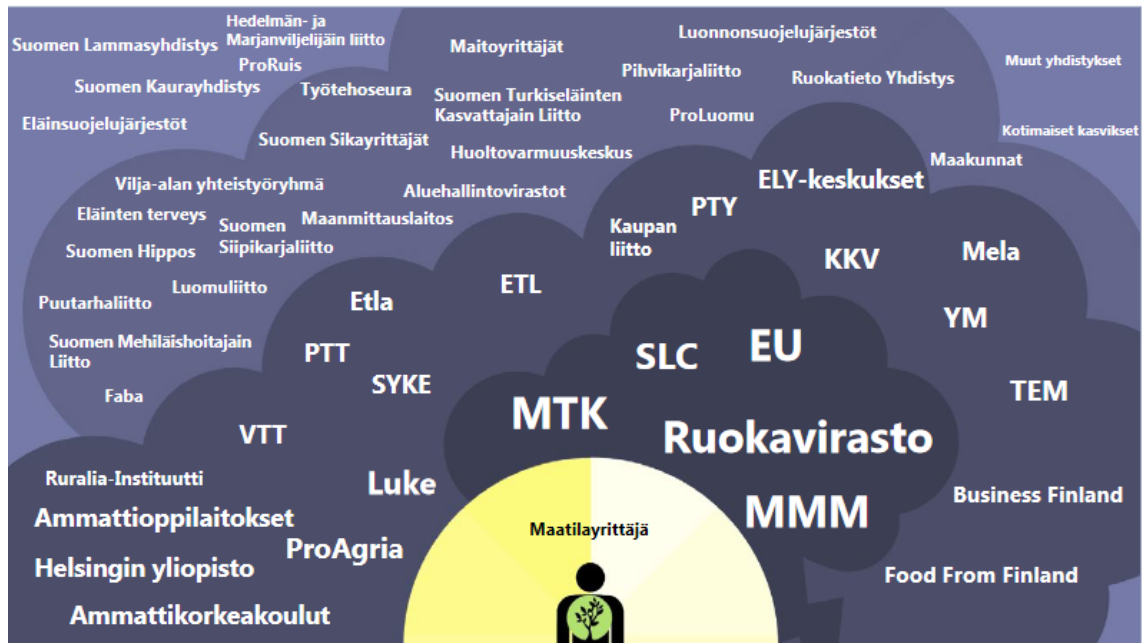 Hedelmän- ja
Marjanviljelijäin liitto
Suomen Lammasyhdistys
Maitoyrittäjät
Luonnonsuojelujärjestöt
ProRuis
Pihvikarjaliitto
Muut yhdistykset
Suomen Kaurayhdistys
Työtehoseura
Ruokatieto Yhdistys
Suomen Turkiseläinten
Kasvattajain Liitto
ProLuomu
Eläinsuojelujärjestöt
Suomen Sikayrittäjät
Kotimaiset kasvikset
Huoltovarmuuskeskus
Maakunnat
Vilja-alan yhteistyöryhmä
Aluehallintovirastot
ELY-keskukset
PTY
Eläinten terveys
Maanmittauslaitos
Suomen
Siipikarjaliitto
Kaupan
liitto
Suomen Hippos
KKV
Mela
Luomuliitto
ETL
Puutarhaliitto
Etla
YM
Suomen Mehiläishoitajain
Liitto
PTT
SLC
EU
SYKE
TEM
Faba
MTK
VTT
Ruokavirasto
Ruralia-Instituutti
Luke
Business Finland
Ammattioppilaitokset
MMM
Maatilayrittäjä
ProAgria
Helsingin yliopisto
Food From Finland
Ammattikorkeakoulut